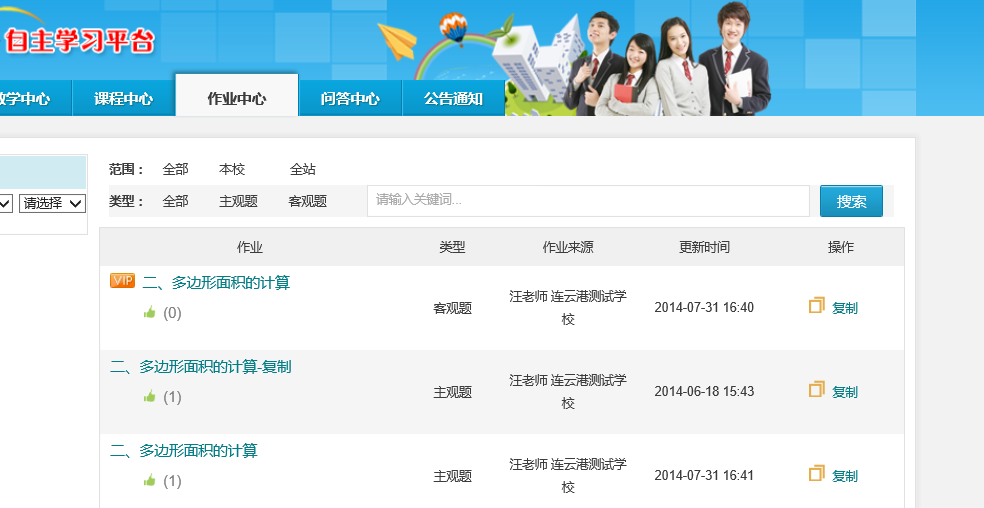 自主学习平台
教学中心 课程中心 作业中心 问答中心 公告通知
范围： 全部 本校 全站
请选择 类型： 全部 主观题 客观题 请输入关键词... 搜索
作业 类型 作业来源 更新时间 操作
VIP 二、多边形面积的计算
(0) 客观题 汪老师 连云港测试学校 2014-07-31 16:40 复制
二、多边形面积的计算-复制
(1) 主观题 汪老师 连云港测试学校 2014-06-18 15:43 复制
二、多边形面积的计算
(1) 主观题 汪老师 连云港测试学校 2014-07-31 16:41 复制